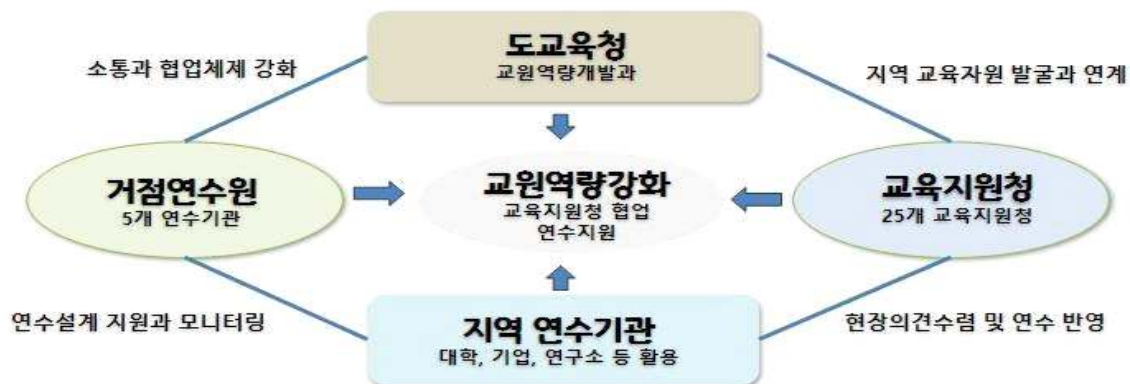 도교육청
교원역량개발과
소통과 협업체제 강화
지역 교육자원 발굴과 연계
거점연수원
5개 연수기관
교원역량강화
교육지원청 협업
연수지원
교육지원청
25개 교육지원청
연수설계 지원과 모니터링
현장의견수렴 및 연수 반영
지역 연수기관
대학, 기업, 연구소 등 활용